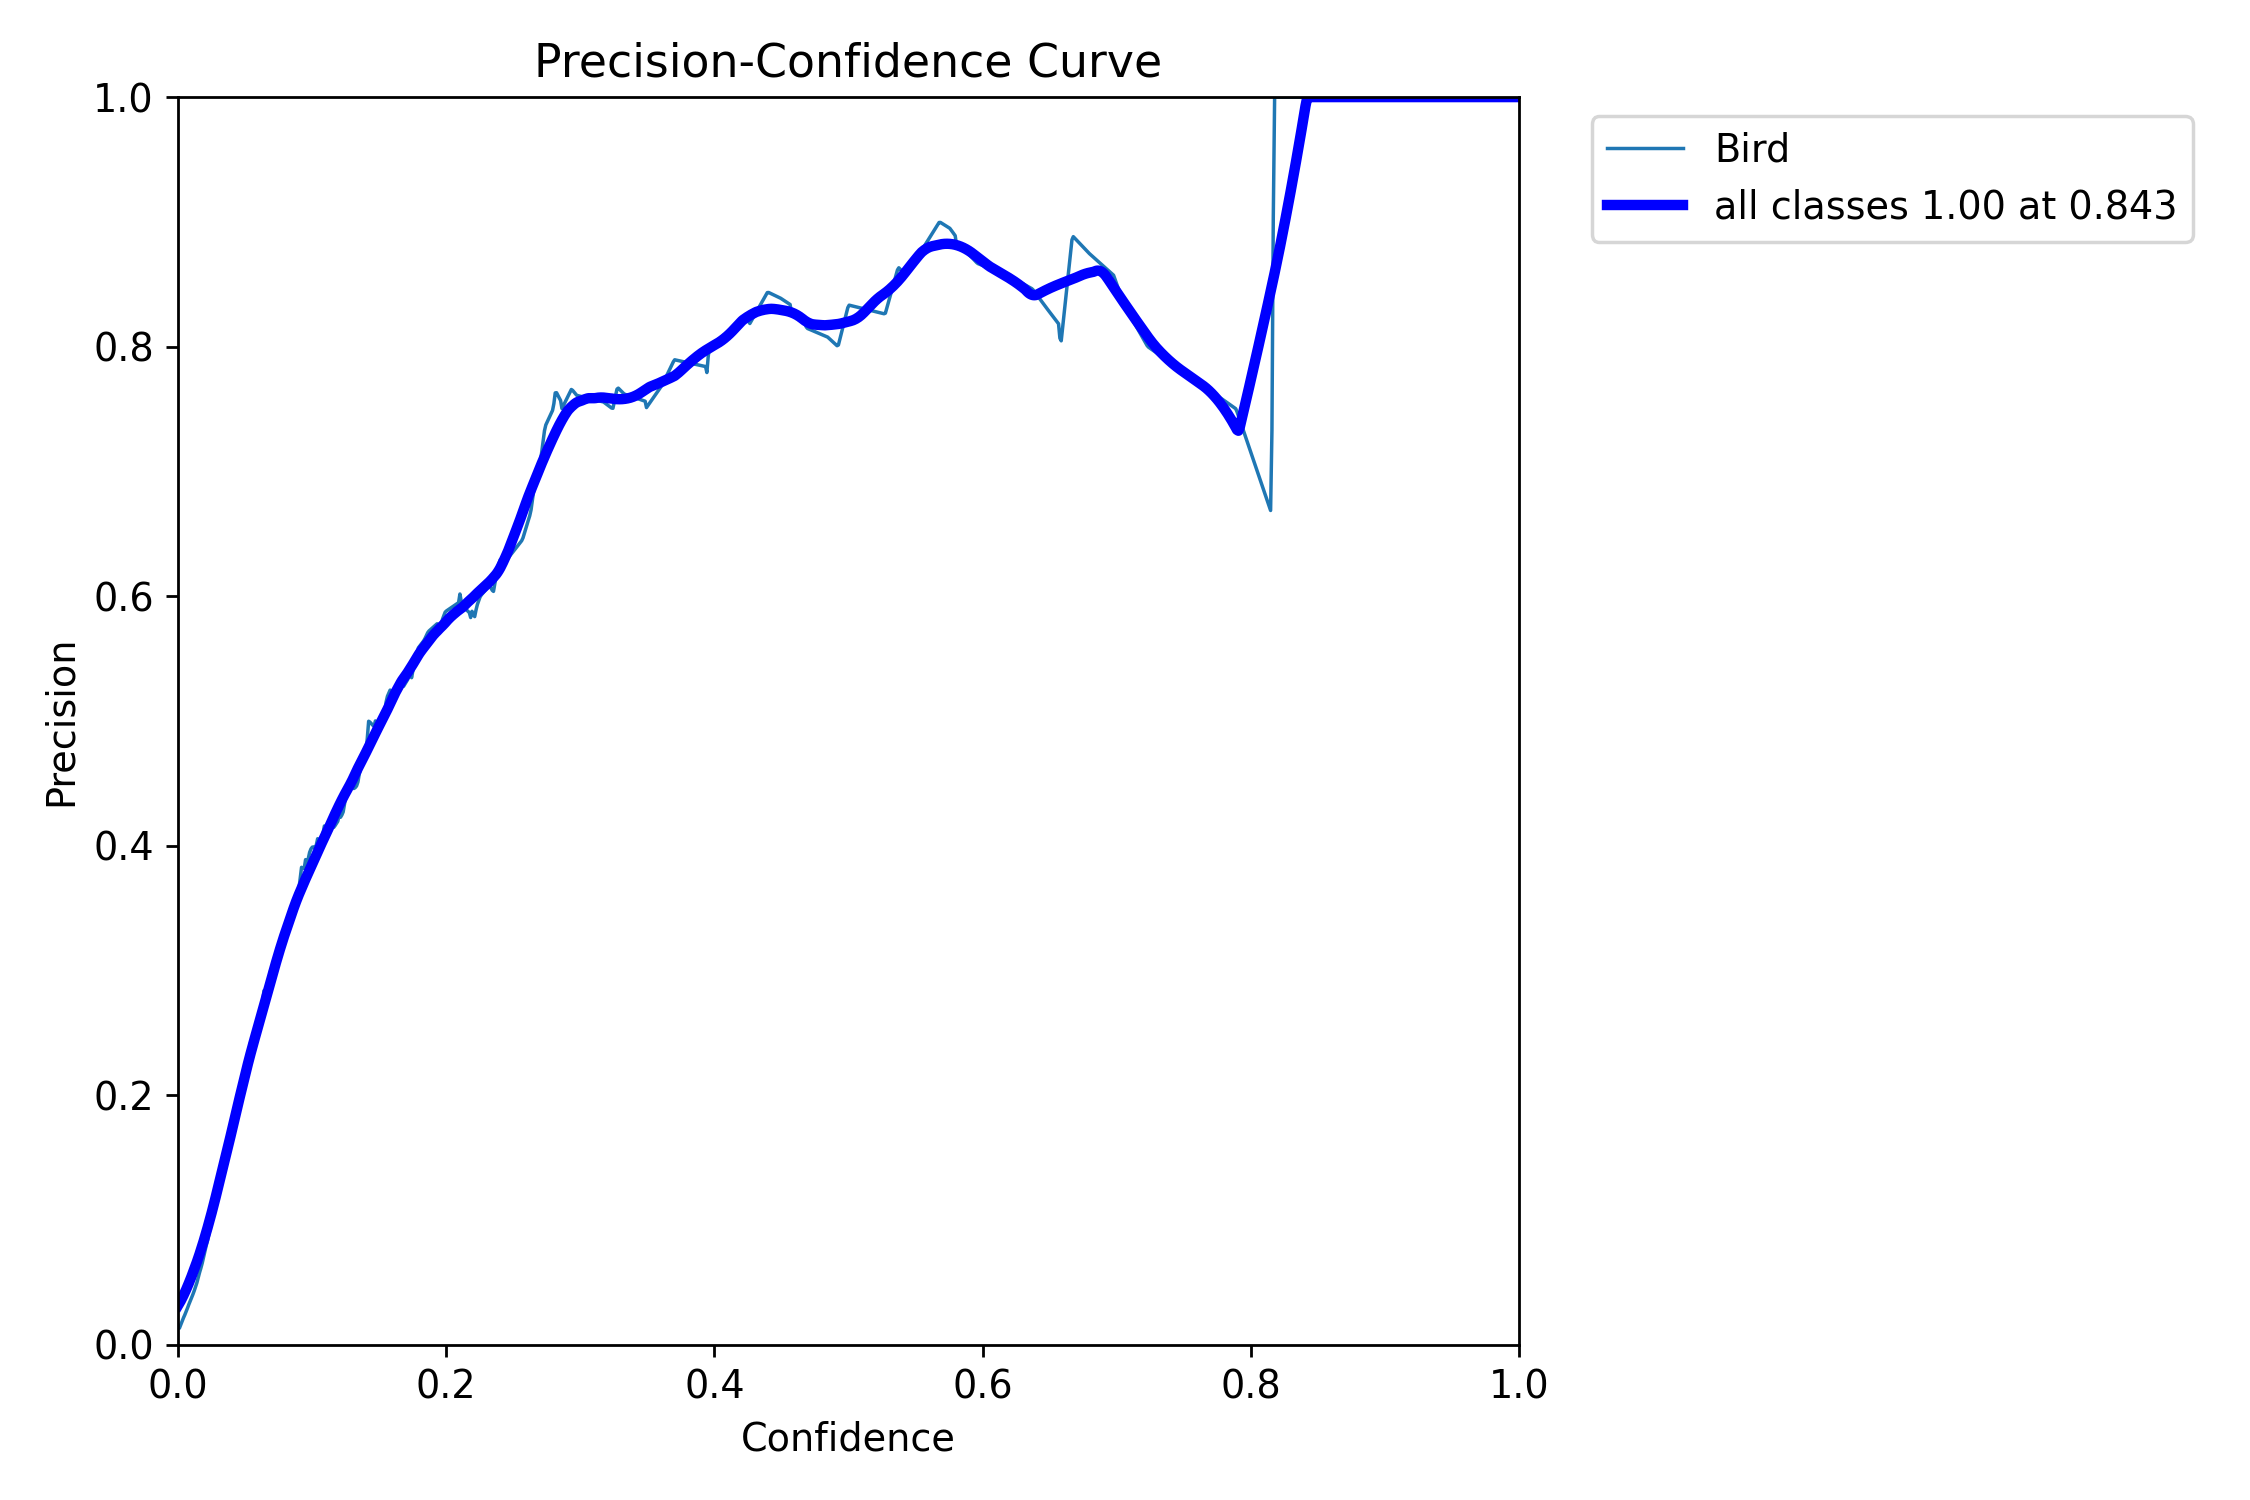 Precision-Confidence Curve
1.0
0.8
0.6
0.4
0.2
0.0
Precision
0.0 0.2 0.4 0.6 0.8 1.0
Confidence
Bird
all classes 1.00 at 0.843